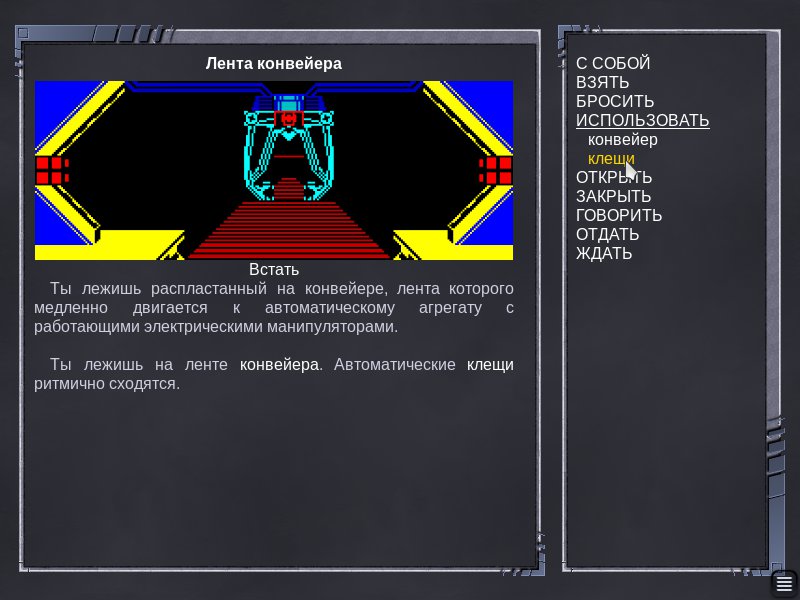 Лента конвейера
Встать
Ты лежишь распластанный на конвейере, лента которого
медленно двигается к автоматическому агрегату с
работающими электрическими манипуляторами.
Ты лежишь на ленте конвейера. Автоматические клещи
ритмично сходятся.
С СОБОЙ
ВЗЯТЬ
БРОСИТЬ
ИСПОЛЬЗОВАТЬ
конвейер
клещи
ОТКРЫТЬ
ЗАКРЫТЬ
ГОВОРИТЬ
ОТДАТЬ
ЖДАТЬ